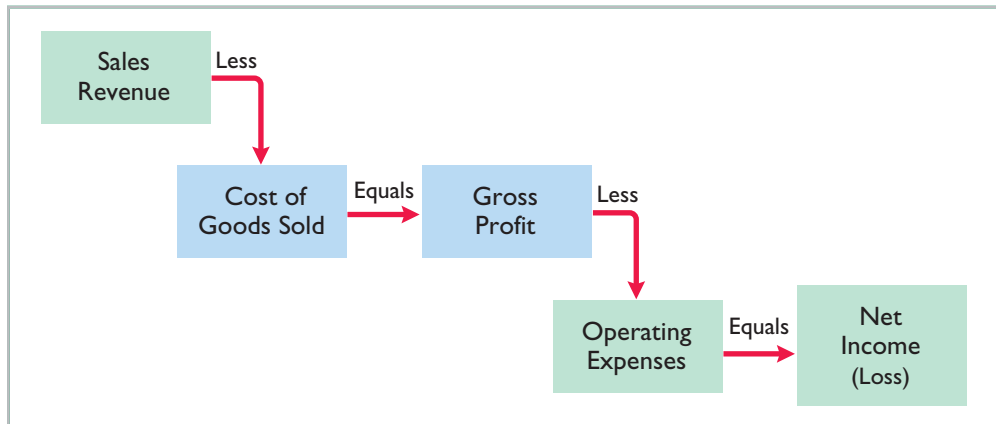 Sales
Revenue
Less
Cost of
Goods Sold
Equals
Gross
Profit
Less
Operating
Expenses
Equals
Net
Income
(Loss)